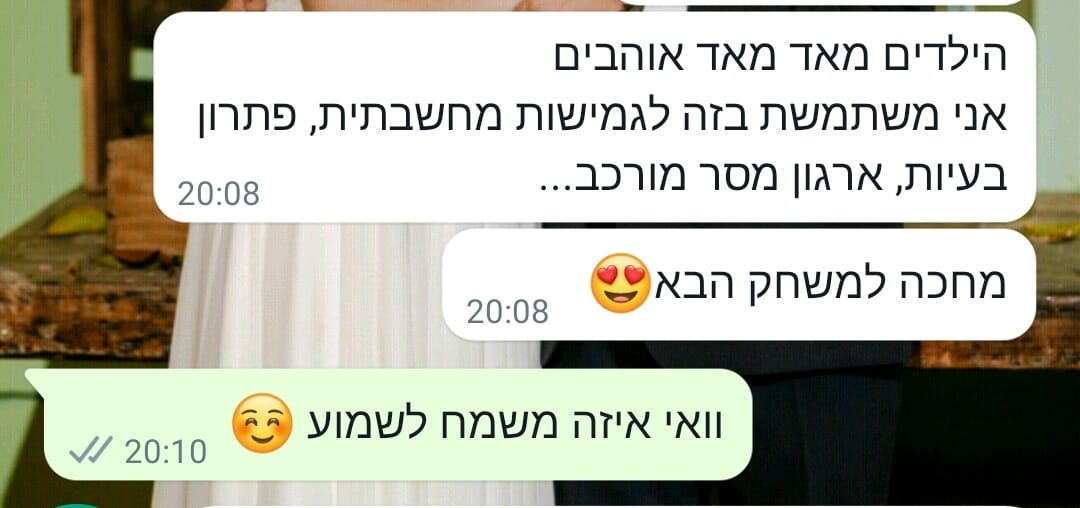 הילדים מאד מאד אוהבים
אני משתמשת בזה לגמישות מחשבתית, פתרון
בעיות, ארגון מסר מורכב...
20:08
מחכה למשחק הבא😍
20:08
וואי איזה משמח לשמוע ☺️
20:10